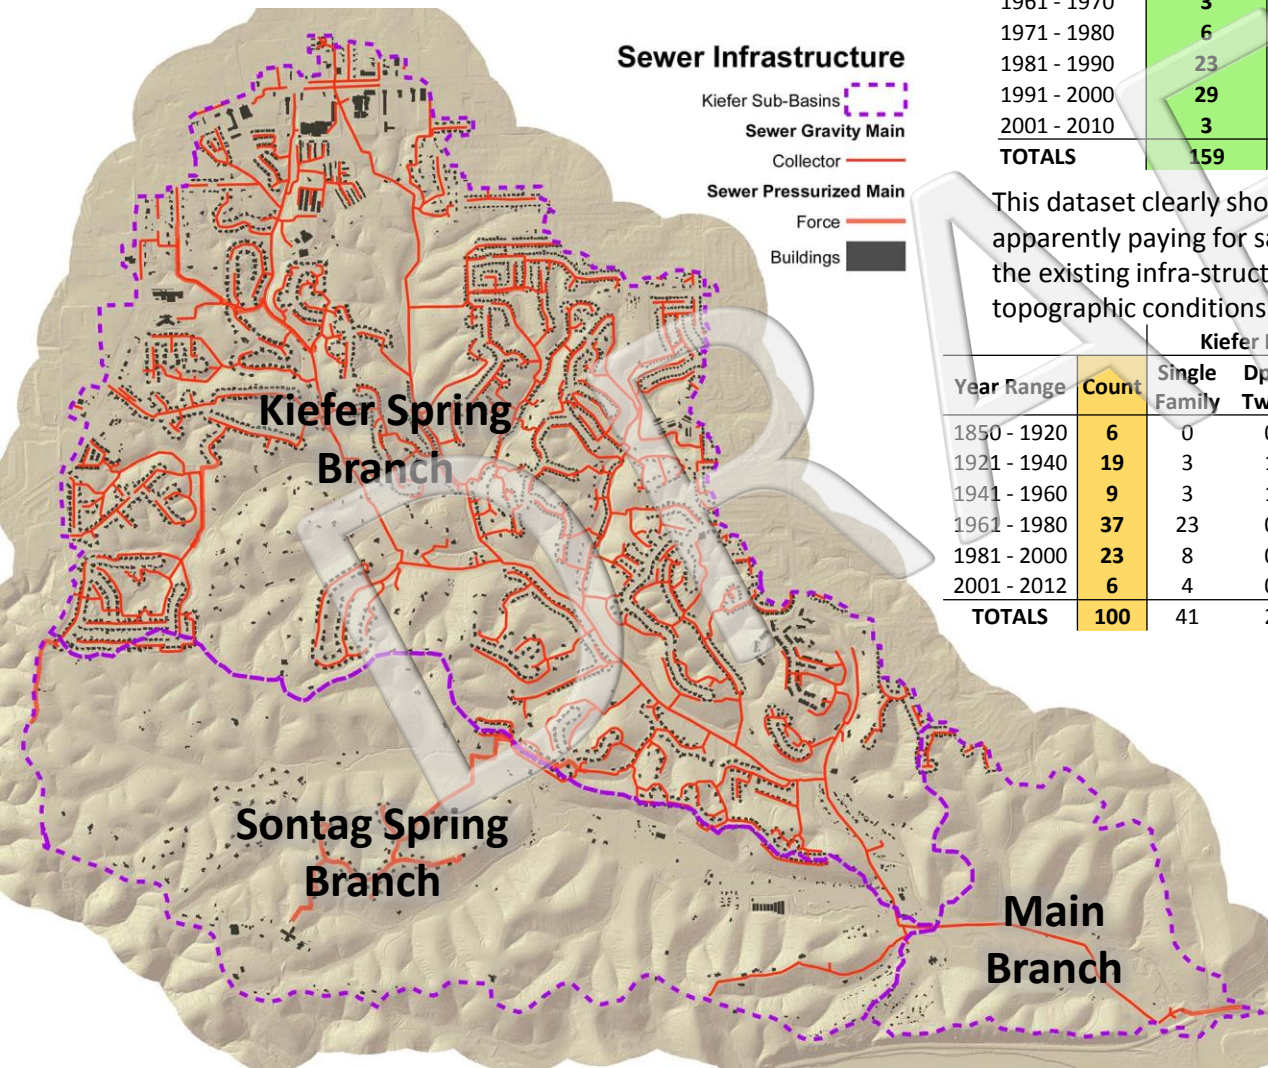 Sewer Infrastructure
Kiefer Sub-Basins
Sewer Gravity Main
Collector
Sewer Pressurized Main
Force
Buildings
Kiefer Spring
Branch
Sontag Spring
Branch
Main
Branch
DRAF
1961 - 1970 3
1971 - 1980 6
1981 - 1990 23
1991 - 2000 29
2001 - 2010 3
TOTALS 159
This dataset clearly sho
apparently paying for sa
the existing infra-struct
topographic conditions
Kiefer
Year Range Count Single Family Dp Tw
1850 - 1920 6 0
1921 - 1940 19 3
1941 - 1960 9 3
1961 - 1980 37 23
1981 - 2000 23 8
2001 - 2012 6 4
TOTALS 100 41